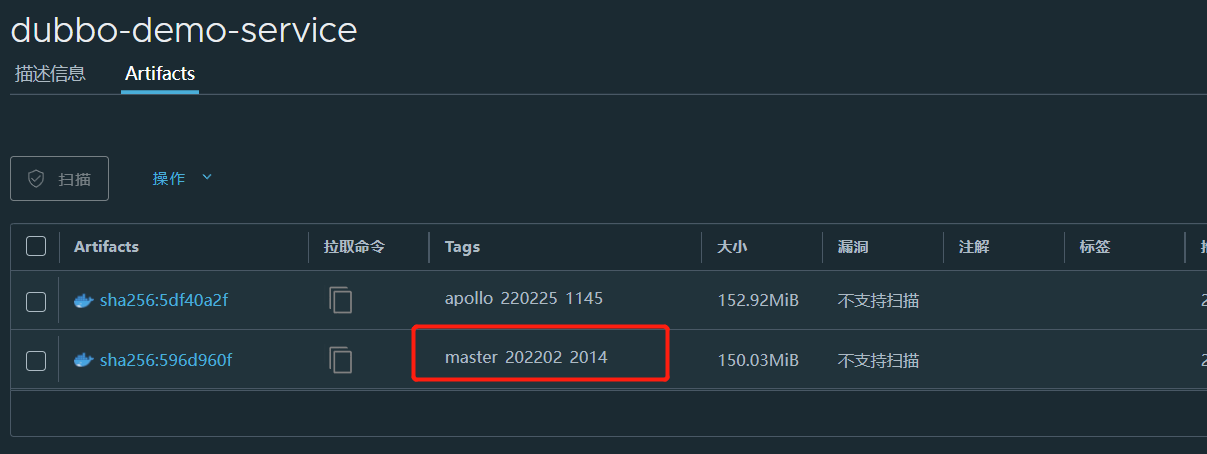 dubbo-demo-service
描述信息 Artifacts
扫描 操作
Artifacts 拉取命令 Tags 大小 漏洞 注解 标签
sha256:5df40a2f apollo_220225_1145 152.92MiB 不支持扫描 2
sha256:596d960f master_202202_2014 150.03MiB 不支持扫描 2